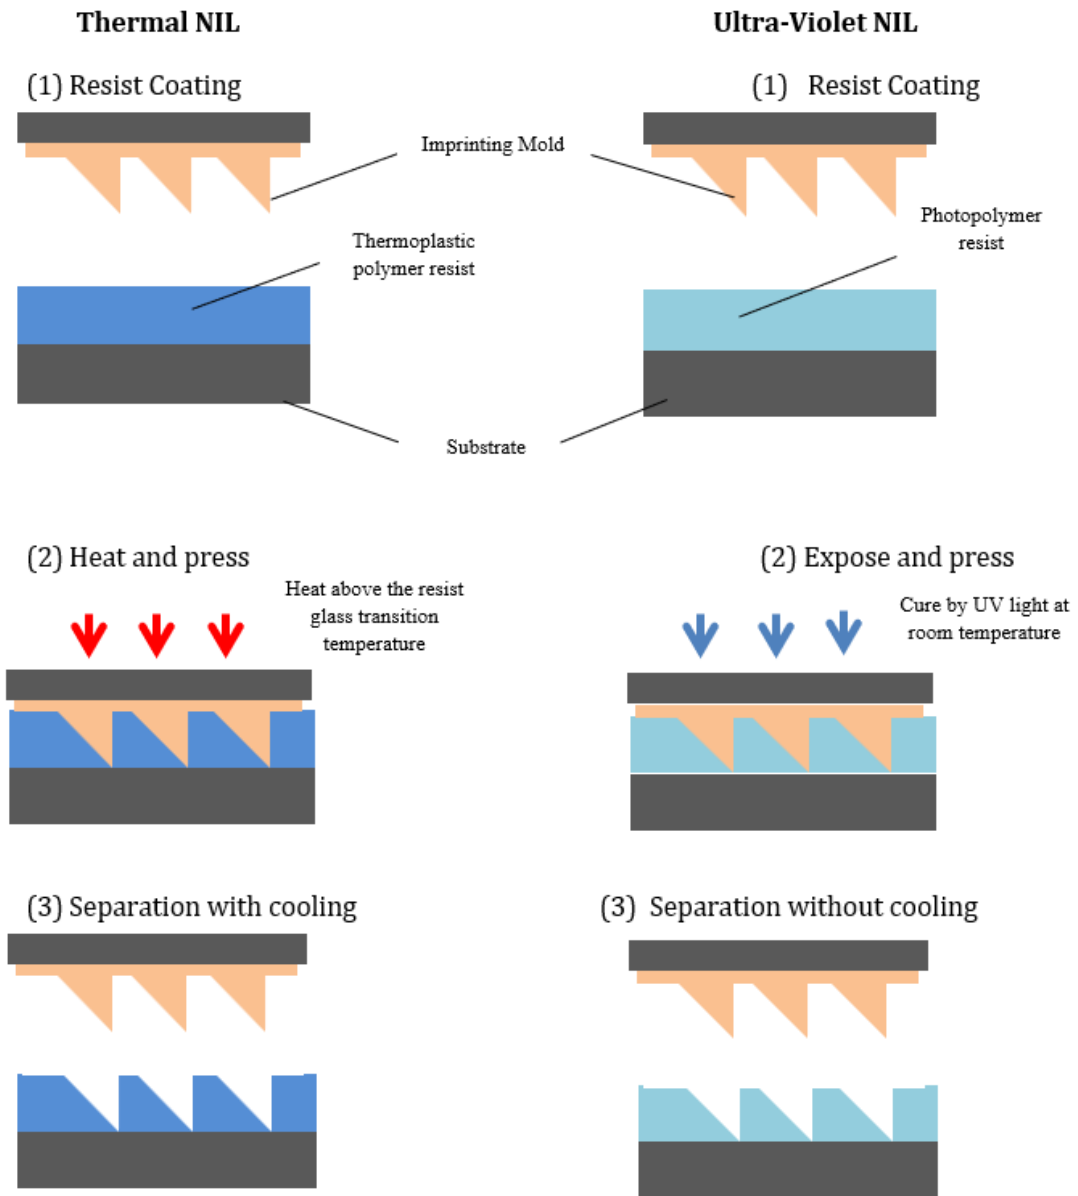 Thermal NIL
Ultra-Violet NIL
(1) Resist Coating
(1) Resist Coating
Imprinting Mold
Photopolymer
resist
Thermoplastic
polymer resist
Substrate
(2) Heat and press
(2) Expose and press
Heat above the resist
glass transition
temperature
Cure by UV light at
room temperature
(3) Separation with cooling
(3) Separation without cooling